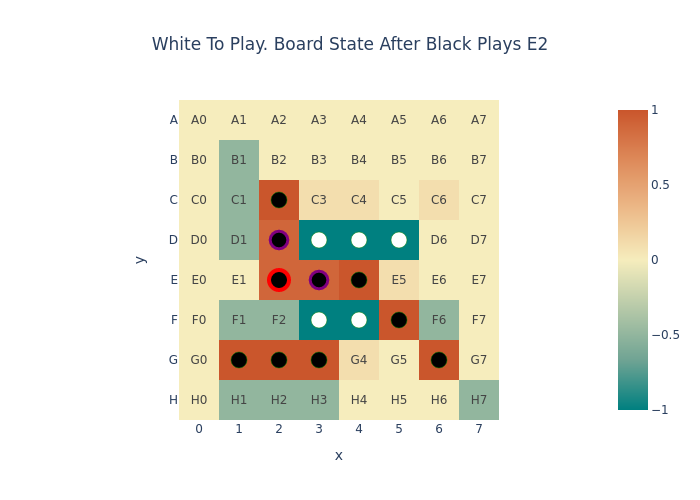 White To Play. Board State After Black Plays E2
A A0 A1 A2 A3 A4 A5 A6 A7
B B0 B1 B2 B3 B4 B5 B6 B7
C C0 C1 C3 C4 C5 C6 C7
D D0 D1 D6 D7
E E0 E1 E5 E6 E7
F F0 F1 F2 F6 F7
G G0 G4 G5 G7
H H0 H1 H2 H3 H4 H5 H6 H7
0 1 2 3 4 5 6 7
x
y
1
0.5
0
−0.5
−1